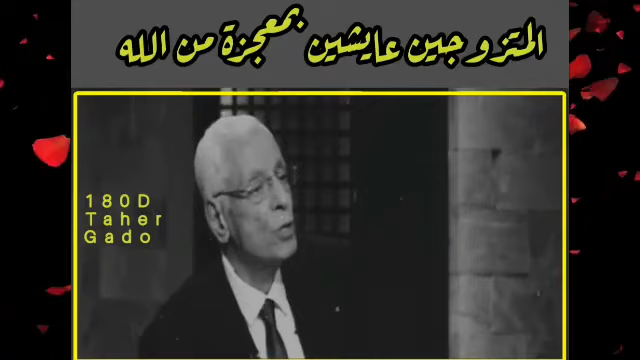 المتزوجين عايشين بمعجزة من الله
180D
Taher
Gado